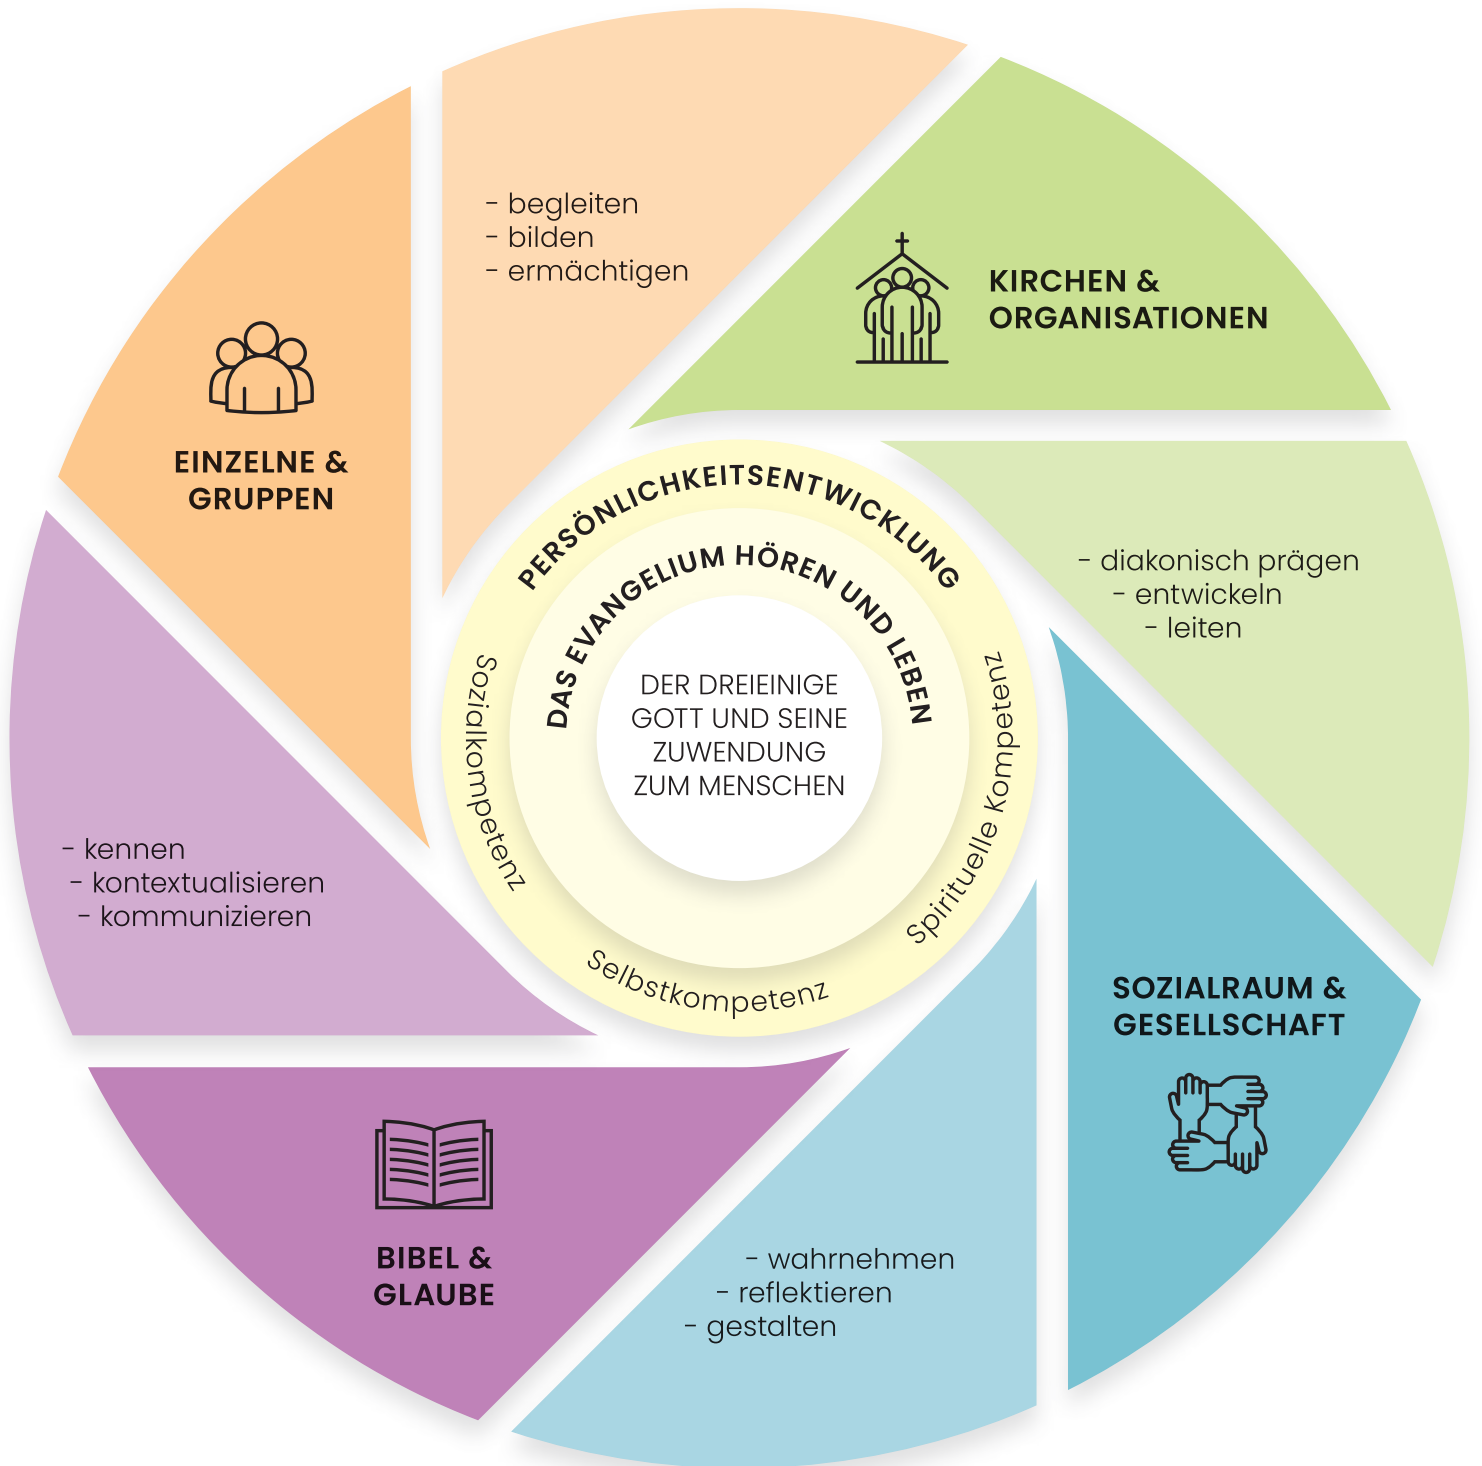 - begleiten
- bilden
- ermächtigen
KIRCHEN &
ORGANISATIONEN
EINZELNE &
GRUPPEN
- diakonisch prägen
- entwickeln
- leiten
PERSÖNLICHKEITSENTWICKLUNG
DAS EVANGELIUM HÖREN UND LEBEN
DER DREIEINIGE
GOTT UND SEINE
ZUWENDUNG
ZUM MENSCHEN
Sozialkompetenz
Selbstkompetenz
Spirituelle Kompetenz
- kennen
- kontextualisieren
- kommunizieren
SOZIALRAUM &
GESELLSCHAFT
BIBEL &
GLAUBE
- wahrnehmen
- reflektieren
- gestalten